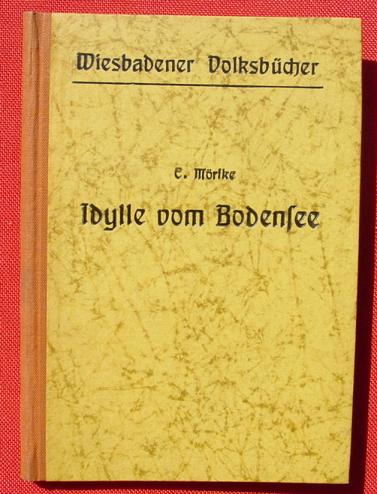 Wiesbadener Volksbücher
E. Mörike
Idylle vom Bodenſee